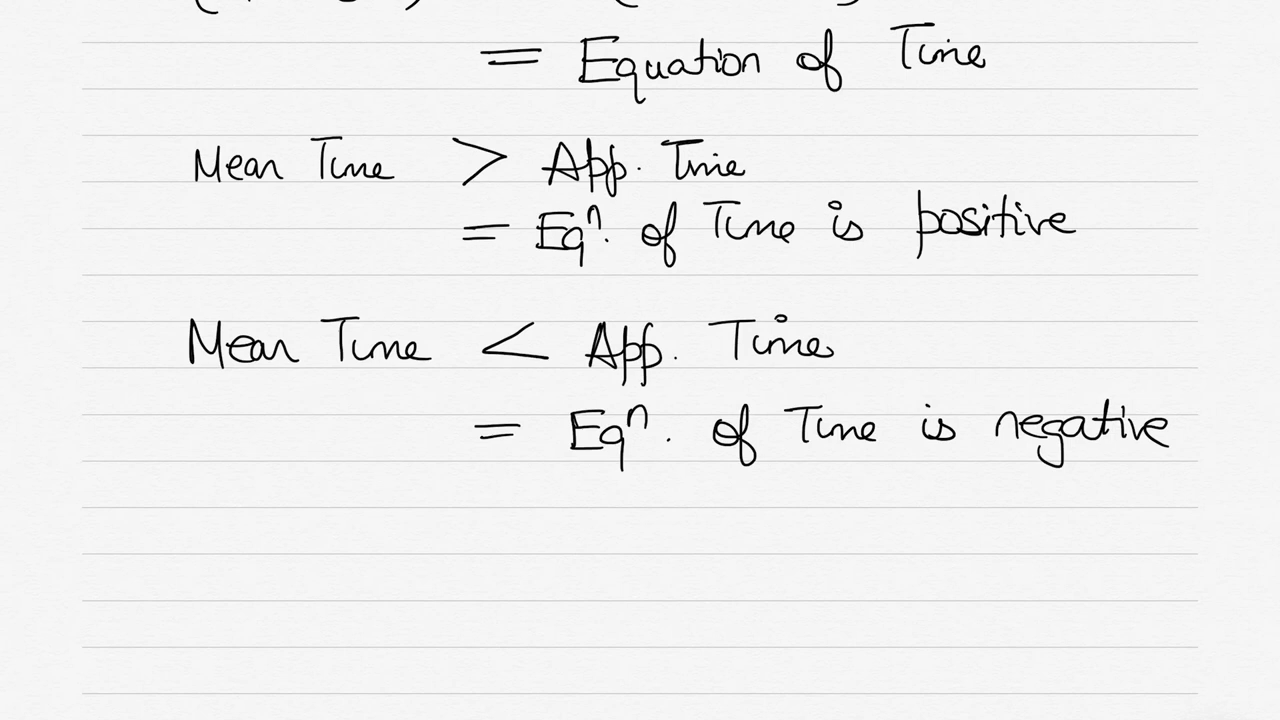 = Equation of Time
Mean Time > App. Time
= Eqⁿ. of Time is positive
Mean Time < App. Time
= Eqⁿ. of Time is negative